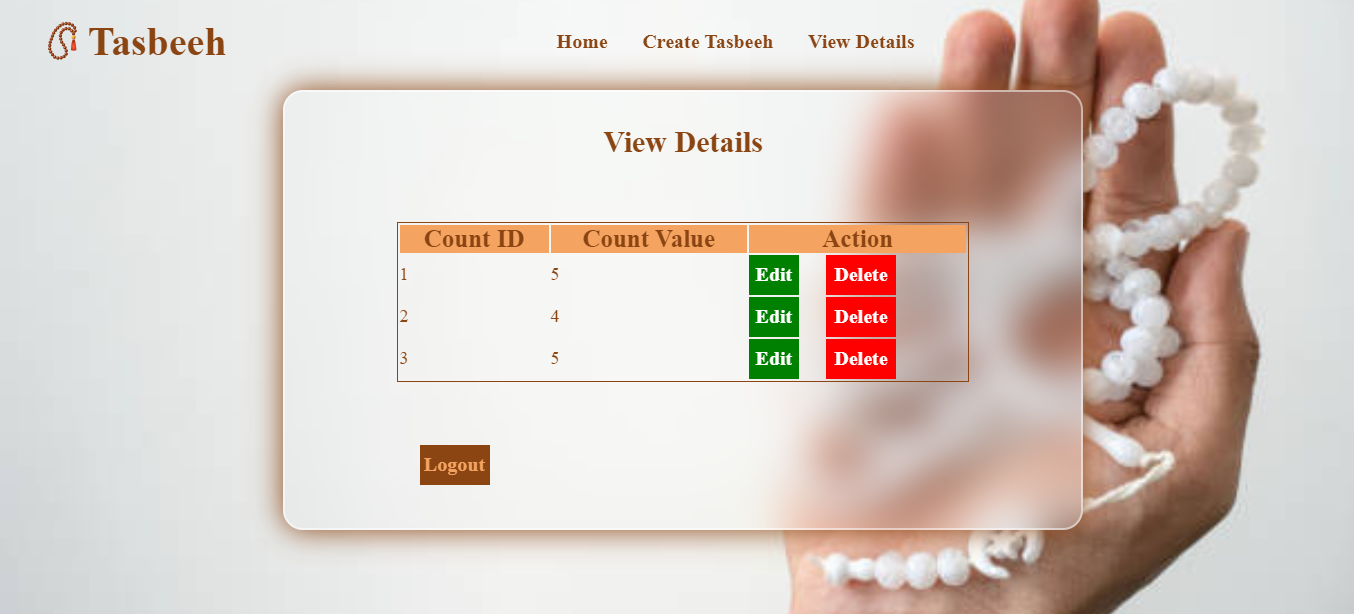 Tasbeeh
Home Create Tasbeeh View Details
View Details
Count ID Count Value Action
1 5 Edit Delete
2 4 Edit Delete
3 5 Edit Delete
Logout